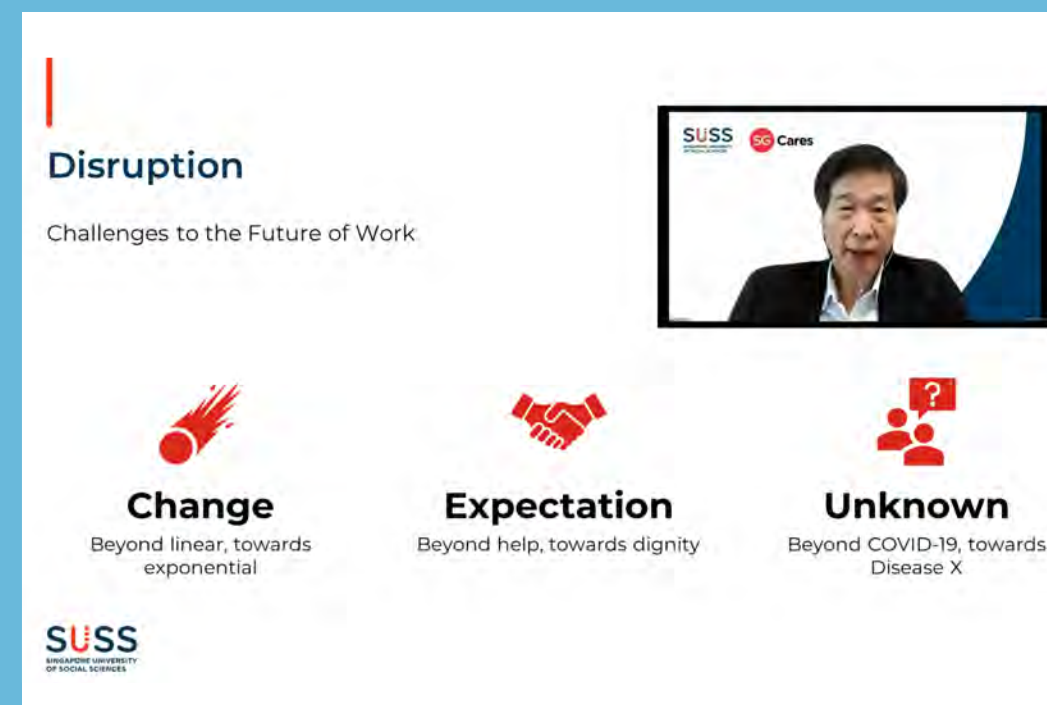 Disruption
Challenges to the Future of Work
SUSS
SG Cares
?
Change
Beyond linear, towards
exponential
Expectation
Beyond help, towards dignity
Unknown
Beyond COVID-19, towards
Disease X
SUSS
SINGAPORE UNIVERSITY
OF SOCIAL SCIENCES